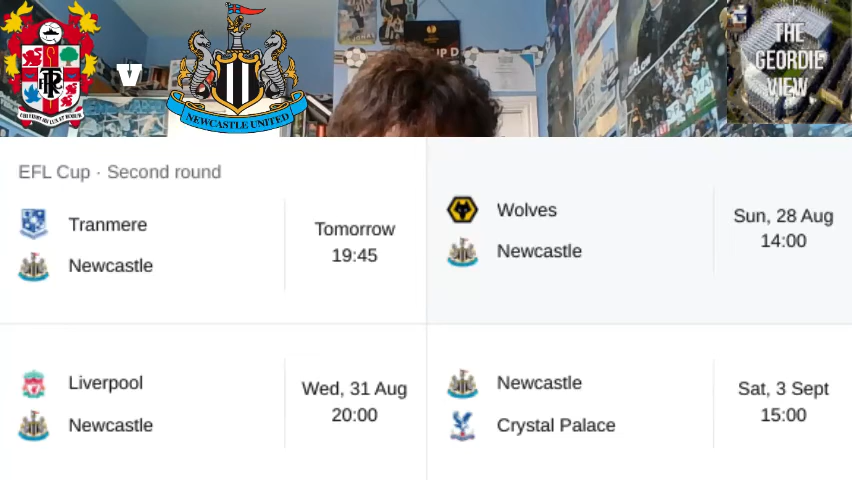 V
NEWCASTLE UNITED
THE
GEORDIE
VIEW
EFL Cup · Second round
Tranmere
Newcastle
Tomorrow
19:45
Wolves
Newcastle
Sun, 28 Aug
14:00
Liverpool
Newcastle
Wed, 31 Aug
20:00
Newcastle
Crystal Palace
Sat, 3 Sept
15:00